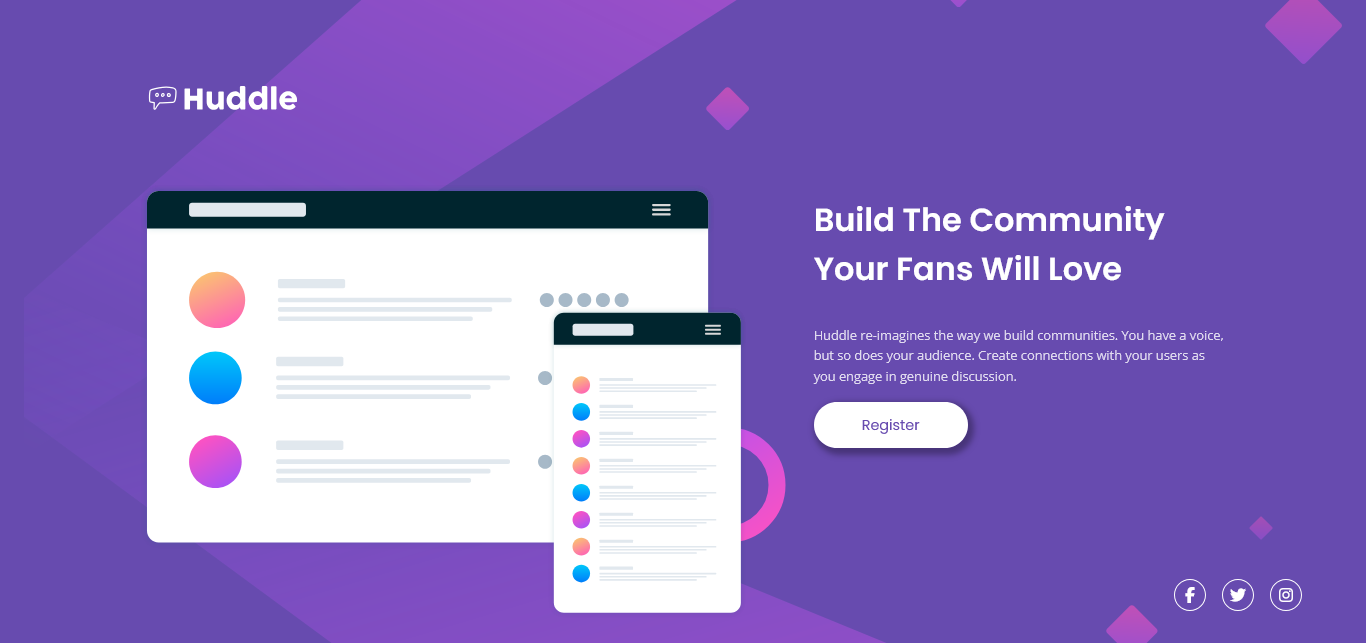 Huddle
Build The Community
Your Fans Will Love
Huddle re-imagines the way we build communities. You have a voice,
but so does your audience. Create connections with your users as
you engage in genuine discussion.
Register